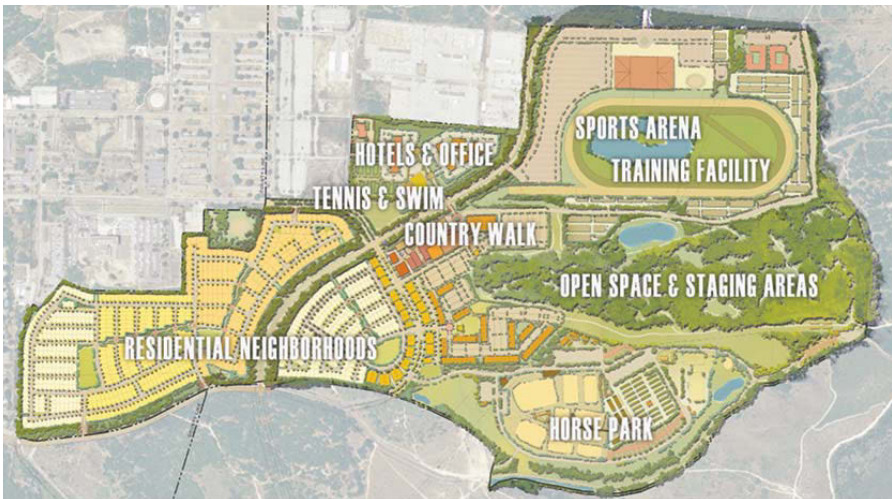 SPORTS ARENA
TRAINING FACILITY
HOTELS & OFFICE
TENNIS & SWIM
COUNTRY WALK
OPEN SPACE & STAGING AREAS
RESIDENTIAL NEIGHBORHOODS
HORSE PARK